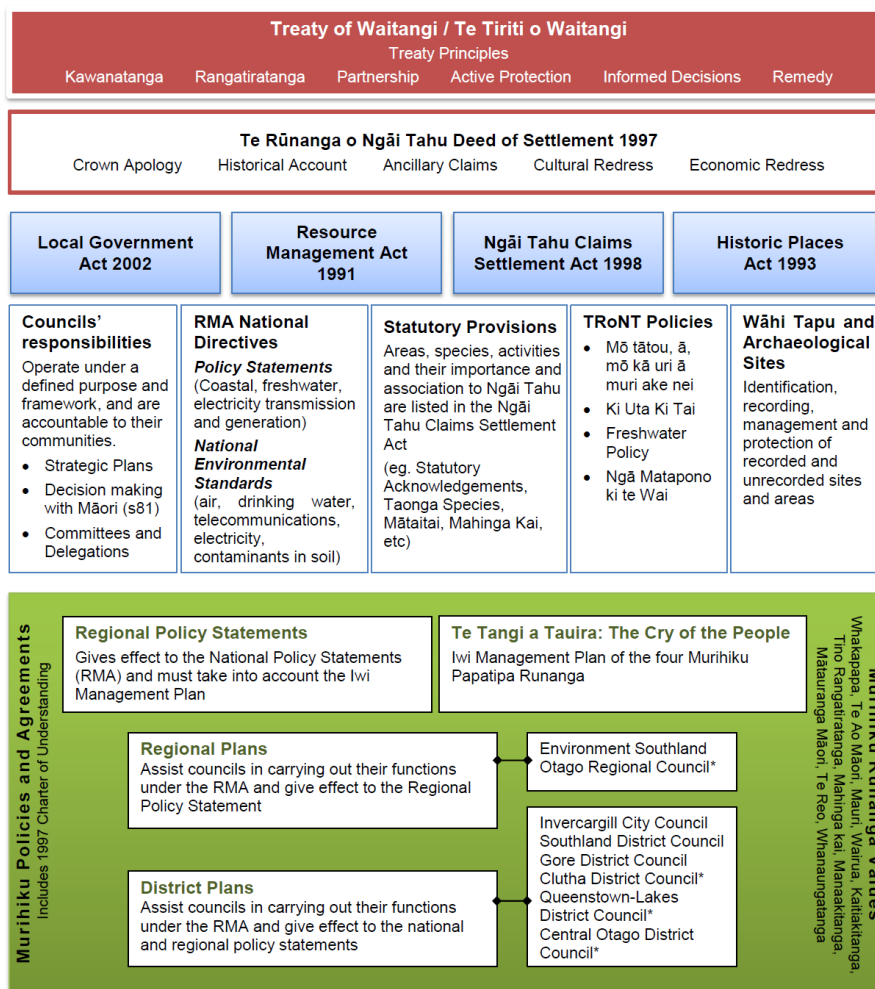 Treaty of Waitangi / Te Tiriti o Waitangi
Treaty Principles
Kawanatanga Rangatiratanga Partnership Active Protection Informed Decisions Remedy
Te Rūnanga o Ngāi Tahu Deed of Settlement 1997
Crown Apology Historical Account Ancillary Claims Cultural Redress Economic Redress
Local Government
Act 2002
Resource
Management Act
1991
Ngāi Tahu Claims
Settlement Act 1998
Historic Places
Act 1993
Councils'
responsibilities
Operate under a
defined purpose and
framework, and are
accountable to their
communities.
• Strategic Plans
• Decision making
with Māori (s81)
• Committees and
Delegations
RMA National
Directives
Policy Statements
(Coastal, freshwater,
electricity transmission
and generation)
National
Environmental
Standards
(air, drinking water,
telecommunications,
electricity,
contaminants in soil)
Statutory Provisions
Areas, species, activities
and their importance and
association to Ngāi Tahu
are listed in the Ngāi
Tahu Claims Settlement
Act
(eg. Statutory
Acknowledgements,
Taonga Species,
Mātaitai, Mahinga Kai,
etc)
TRoNT Policies
• Mō tātou, ā,
mō kā uri ā
muri ake nei
• Ki Uta Ki Tai
• Freshwater
Policy
• Ngā Matapono
ki te Wai
Wāhi Tapu and
Archaeological
Sites
Identification,
recording,
management and
protection of
recorded and
unrecorded sites
and areas
Murihiku Policies and Agreements
Includes 1997 Charter of Understanding
Regional Policy Statements
Gives effect to the National Policy Statements
(RMA) and must take into account the Iwi
Management Plan
Te Tangi a Tauira: The Cry of the People
Iwi Management Plan of the four Murihiku
Papatipa Runanga
Regional Plans
Assist councils in carrying out their functions
under the RMA and give effect to the Regional
Policy Statement
Environment Southland
Otago Regional Council*
District Plans
Assist councils in carrying out their functions
under the RMA and give effect to the national
and regional policy statements
Invercargill City Council
Southland District Council
Gore District Council
Clutha District Council*
Queenstown-Lakes
District Council*
Central Otago District
Council*
Murihiku Runanga Values
Whakapapa, Te Ao Māori, Mauri, Wairua, Kaitiakitanga,
Tino Rangatiratanga, Mahinga kai, Manaakitanga,
Mātauranga Māori, Te Reo, Whanaungatanga